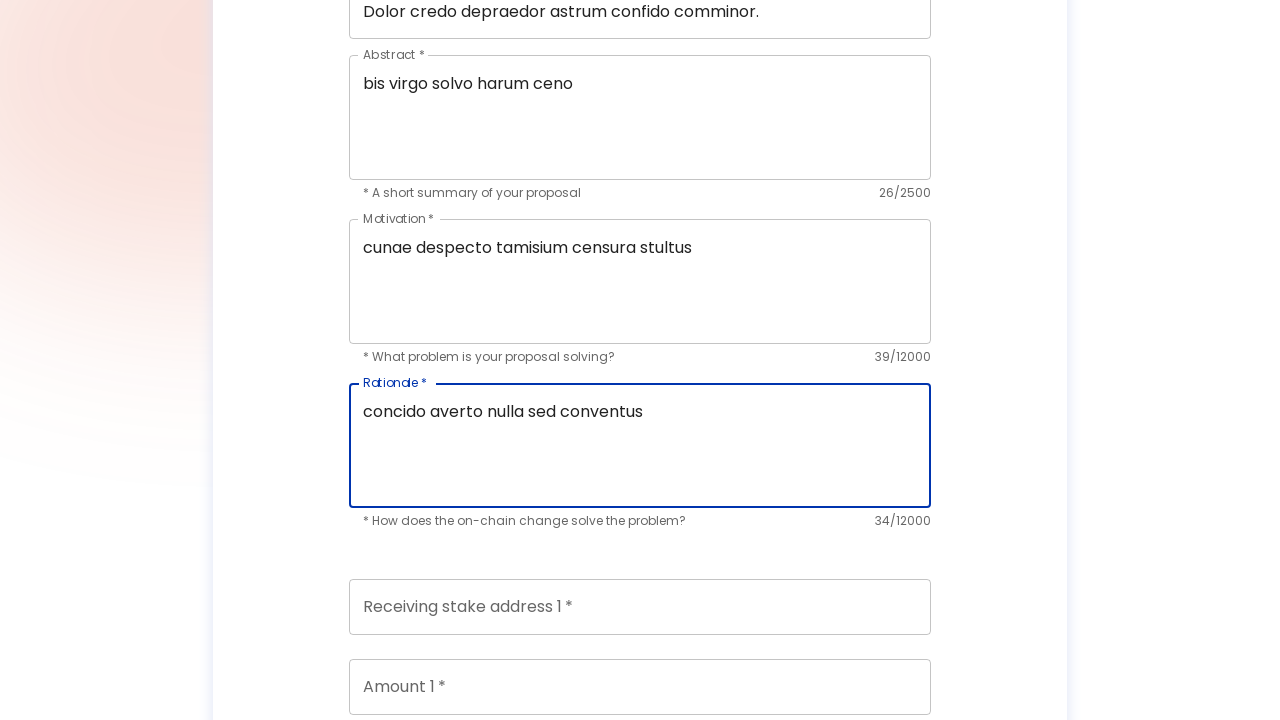 Dolor credo depraedor astrum confido comminor.
Abstract *
bis virgo solvo harum ceno
* A short summary of your proposal 26/2500
Motivation *
cunae despecto tamisium censura stultus
* What problem is your proposal solving? 39/12000
Rationale *
concido averto nulla sed conventus
* How does the on-chain change solve the problem? 34/12000
Receiving stake address 1 *
Amount 1 *